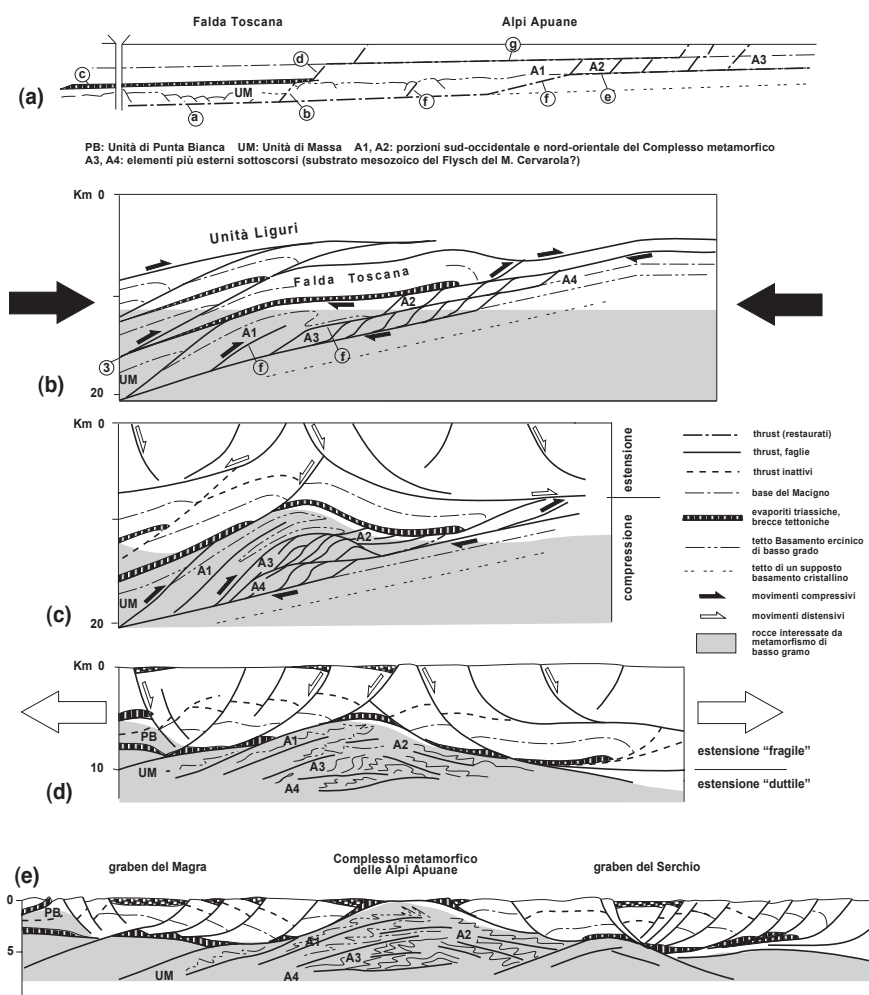 Falda Toscana Alpi Apuane
g
d
c
A1 A2 A3
(a) UM
a b f f e
PB: Unità di Punta Bianca UM: Unità di Massa A1, A2: porzioni sud-occidentale e nord-orientale del Complesso metamorfico
A3, A4: elementi più esterni sottoscorsi (substrato mesozoico del Flysch del M. Cervarola?)
Km 0
Unità Liguri
Falda Toscana
A4
A2
A1
A3
3 f f
UM
(b) 20
Km 0
A2
A1 A3
A4
UM
(c)
20
estensione
compressione
thrust (restaurati)
thrust, faglie
thrust inattivi
base del Macigno
evaporiti triassiche,
brecce tettoniche
tetto Basamento ercinico
di basso grado
tetto di un supposto
basamento cristallino
movimenti compressivi
movimenti distensivi
rocce interessate da
metamorfismo di
basso gramo
Km 0
PB A1 A2
UM A3
10
A4
(d)
estensione "fragile"
estensione "duttile"
(e) graben del Magra Complesso metamorfico
delle Alpi Apuane graben del Serchio
0
PB
A1 A2
5
A3
UM A4